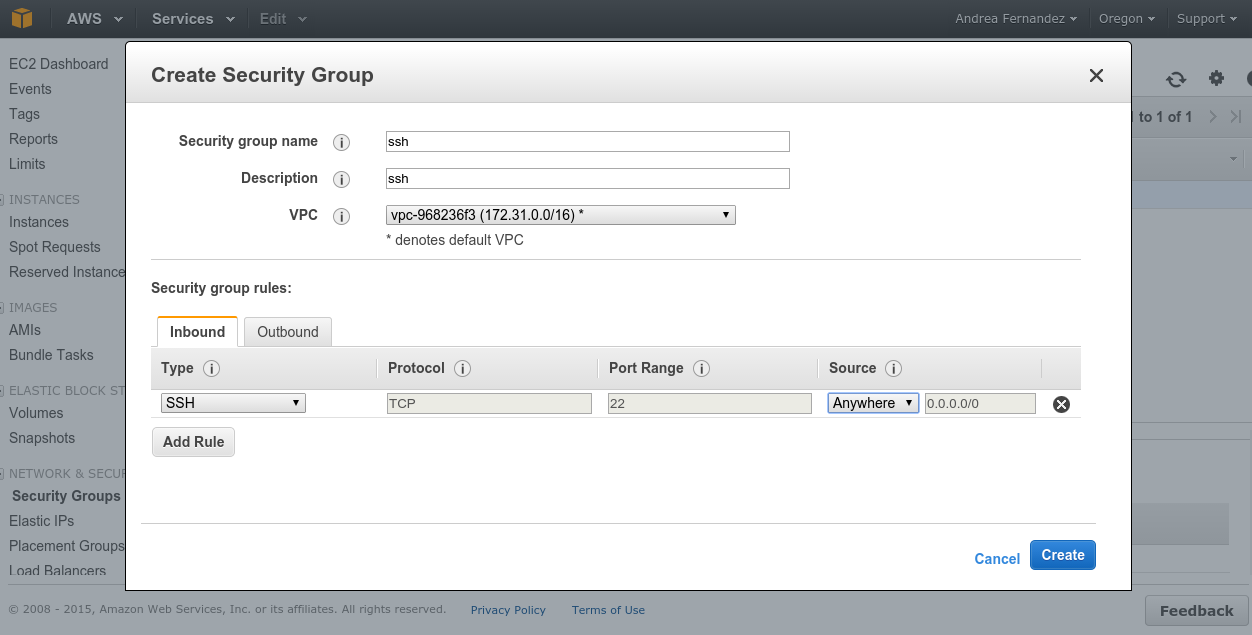 AWS Services Edit Andrea Fernandez Oregon Support
EC2 Dashboard
Events
Tags
Reports
Limits
INSTANCES
Instances
Spot Requests
Reserved Instance
IMAGES
AMIs
Bundle Tasks
ELASTIC BLOCK ST
Volumes
Snapshots
NETWORK & SECUR
Security Groups
Elastic IPs
Placement Groups
Load Balancers
to 1 of 1
Create Security Group
Security group name ssh
Description ssh
VPC vpc-968236f3 (172.31.0.0/16) *
* denotes default VPC
Security group rules:
Inbound Outbound
Type Protocol Port Range Source
SSH TCP 22 Anywhere 0.0.0.0/0
Add Rule
Cancel Create
© 2008 - 2015, Amazon Web Services, Inc. or its affiliates. All rights reserved. Privacy Policy Terms of Use
Feedback